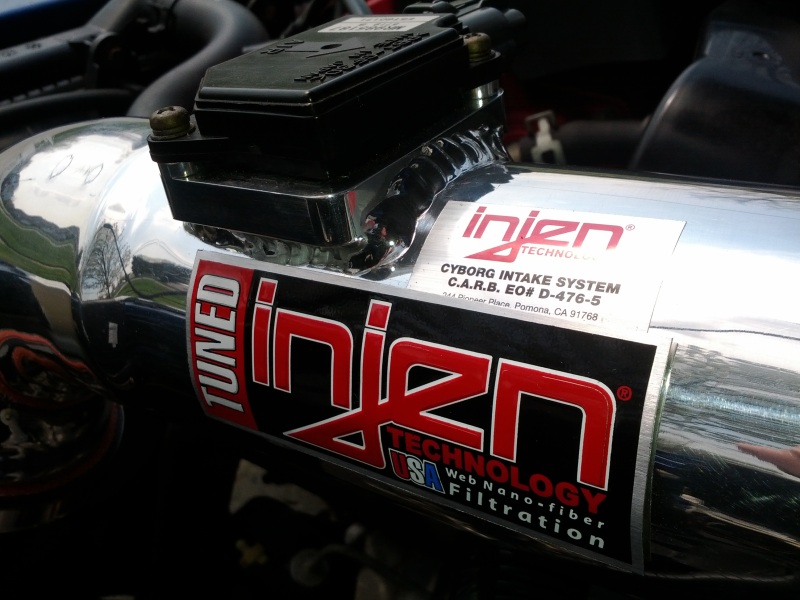 injen®
TECHNOLOGY
CYBORG INTAKE SYSTEM
C.A.R.B. EO# D-476-5
244 Pioneer Place, Pomona, CA 91768
TUNED
injen®
TECHNOLOGY
USA
Web Nano-fiber
Filtration